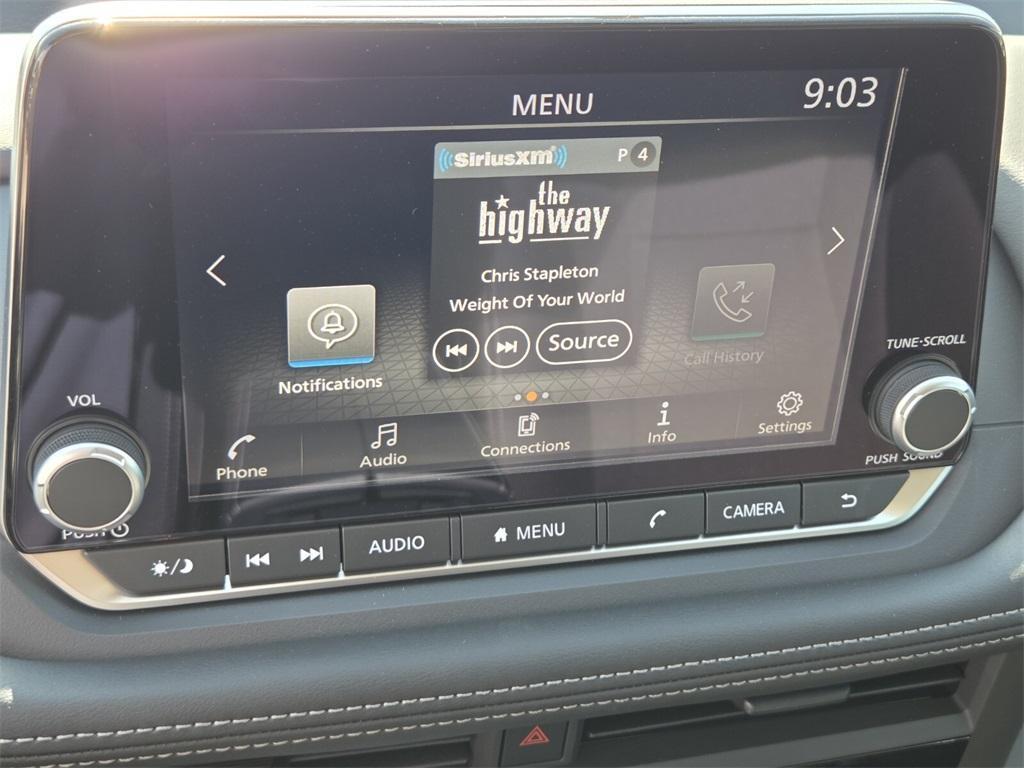 MENU 9:03
SiriusXM P 4
the
highway
Chris Stapleton
Weight Of Your World
Source
Notifications
Call History
TUNE·SCROLL
VOL
Phone Audio Connections Info Settings
PUSH SOUND
PUSH
AUDIO MENU CAMERA